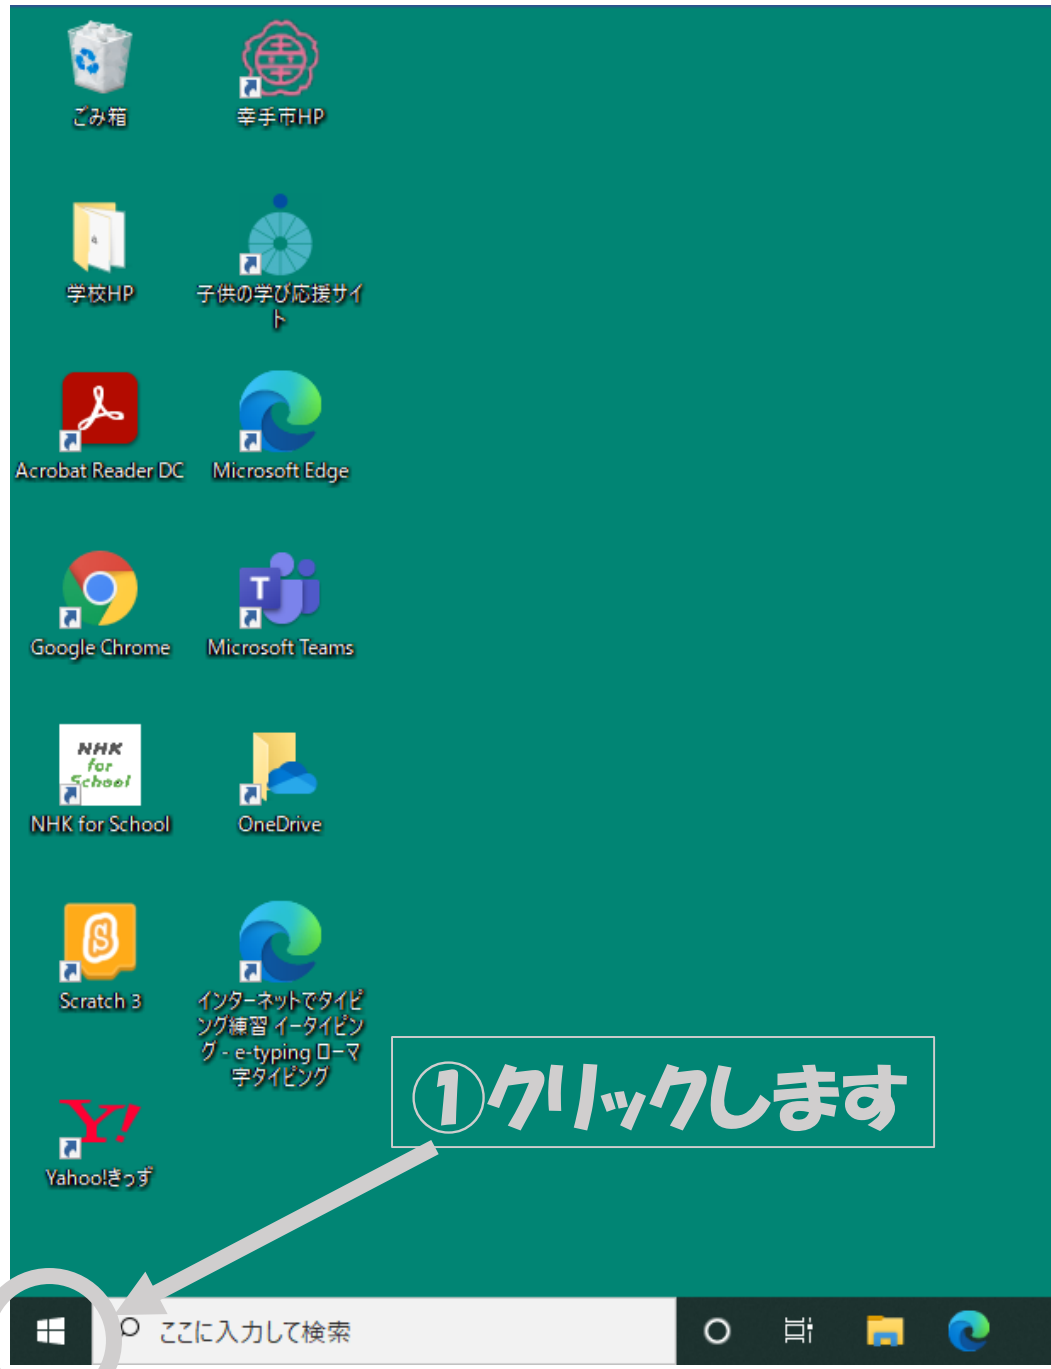 ごみ箱
幸手市HP
学校HP
子供の学び応援サイ
ト
Acrobat Reader DC
Microsoft Edge
Google Chrome
T
Microsoft Teams
NHK
for
School
NHK for School
OneDrive
S
Scratch 3
インターネットでタイピ
ング練習 イータイピン
グ - e-typing ローマ
字タイピング
①クリックします
Y!
Yahoo!きっず
ここに入力して検索